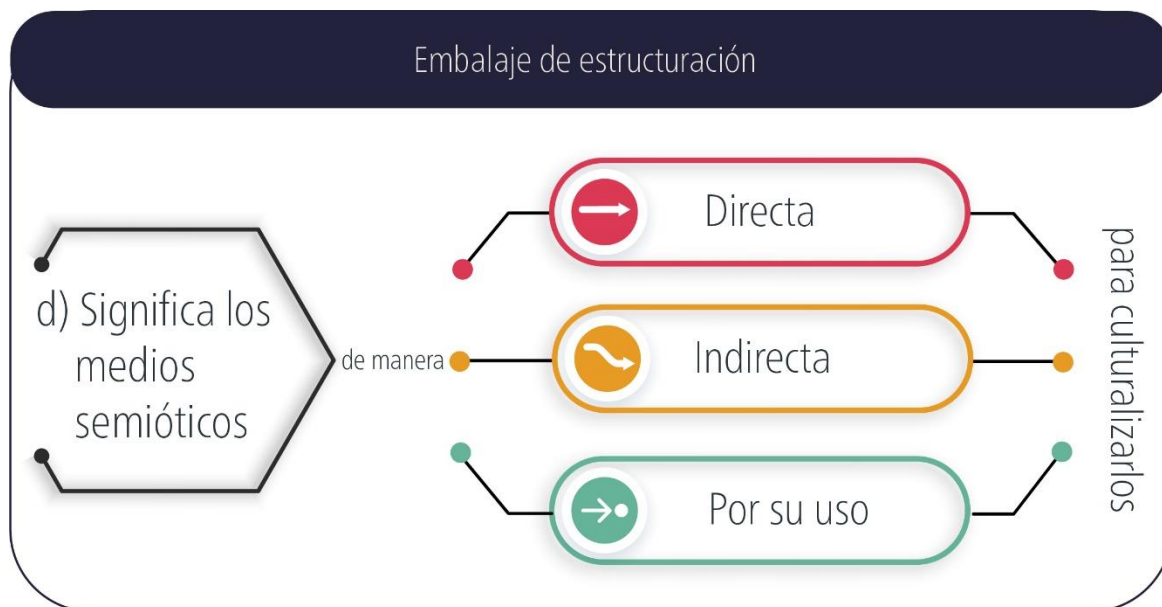 Embalaje de estructuración
d) Significa los
medios
semióticos
de manera
Directa
Indirecta
Por su uso
para culturalizarlos